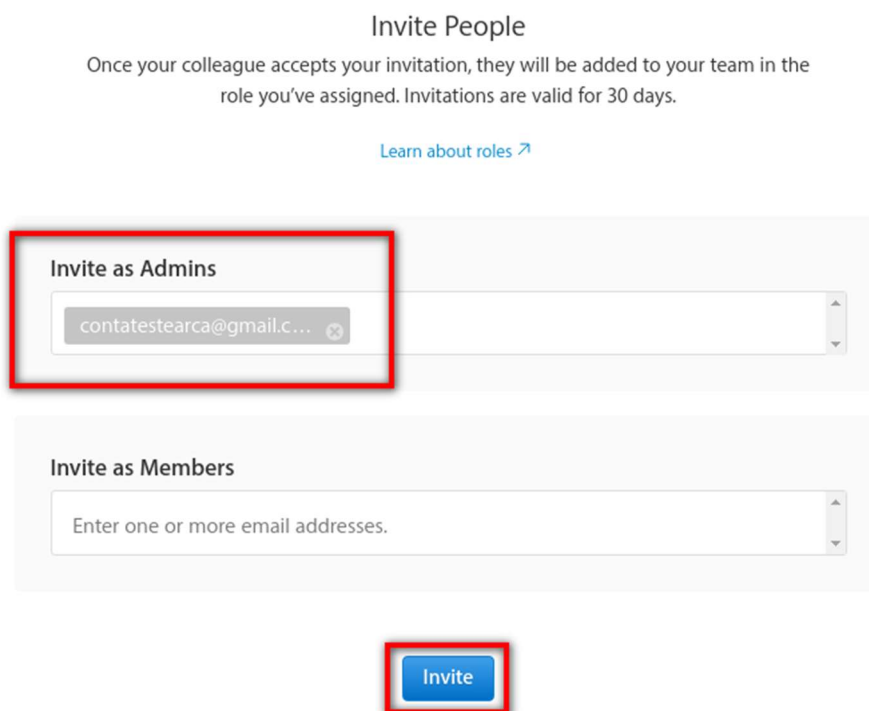 Invite People
Once your colleague accepts your invitation, they will be added to your team in the
role you've assigned. Invitations are valid for 30 days.
Learn about roles ↗
Invite as Admins
contatestearca@gmail.c...
Invite as Members
Enter one or more email addresses.
Invite